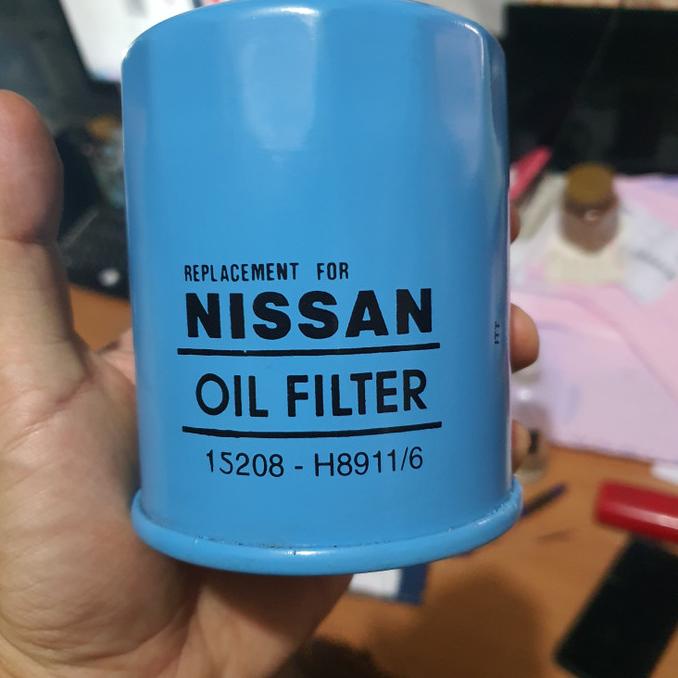 REPLACEMENT FOR
NISSAN
OIL FILTER
15208 - H8911/6